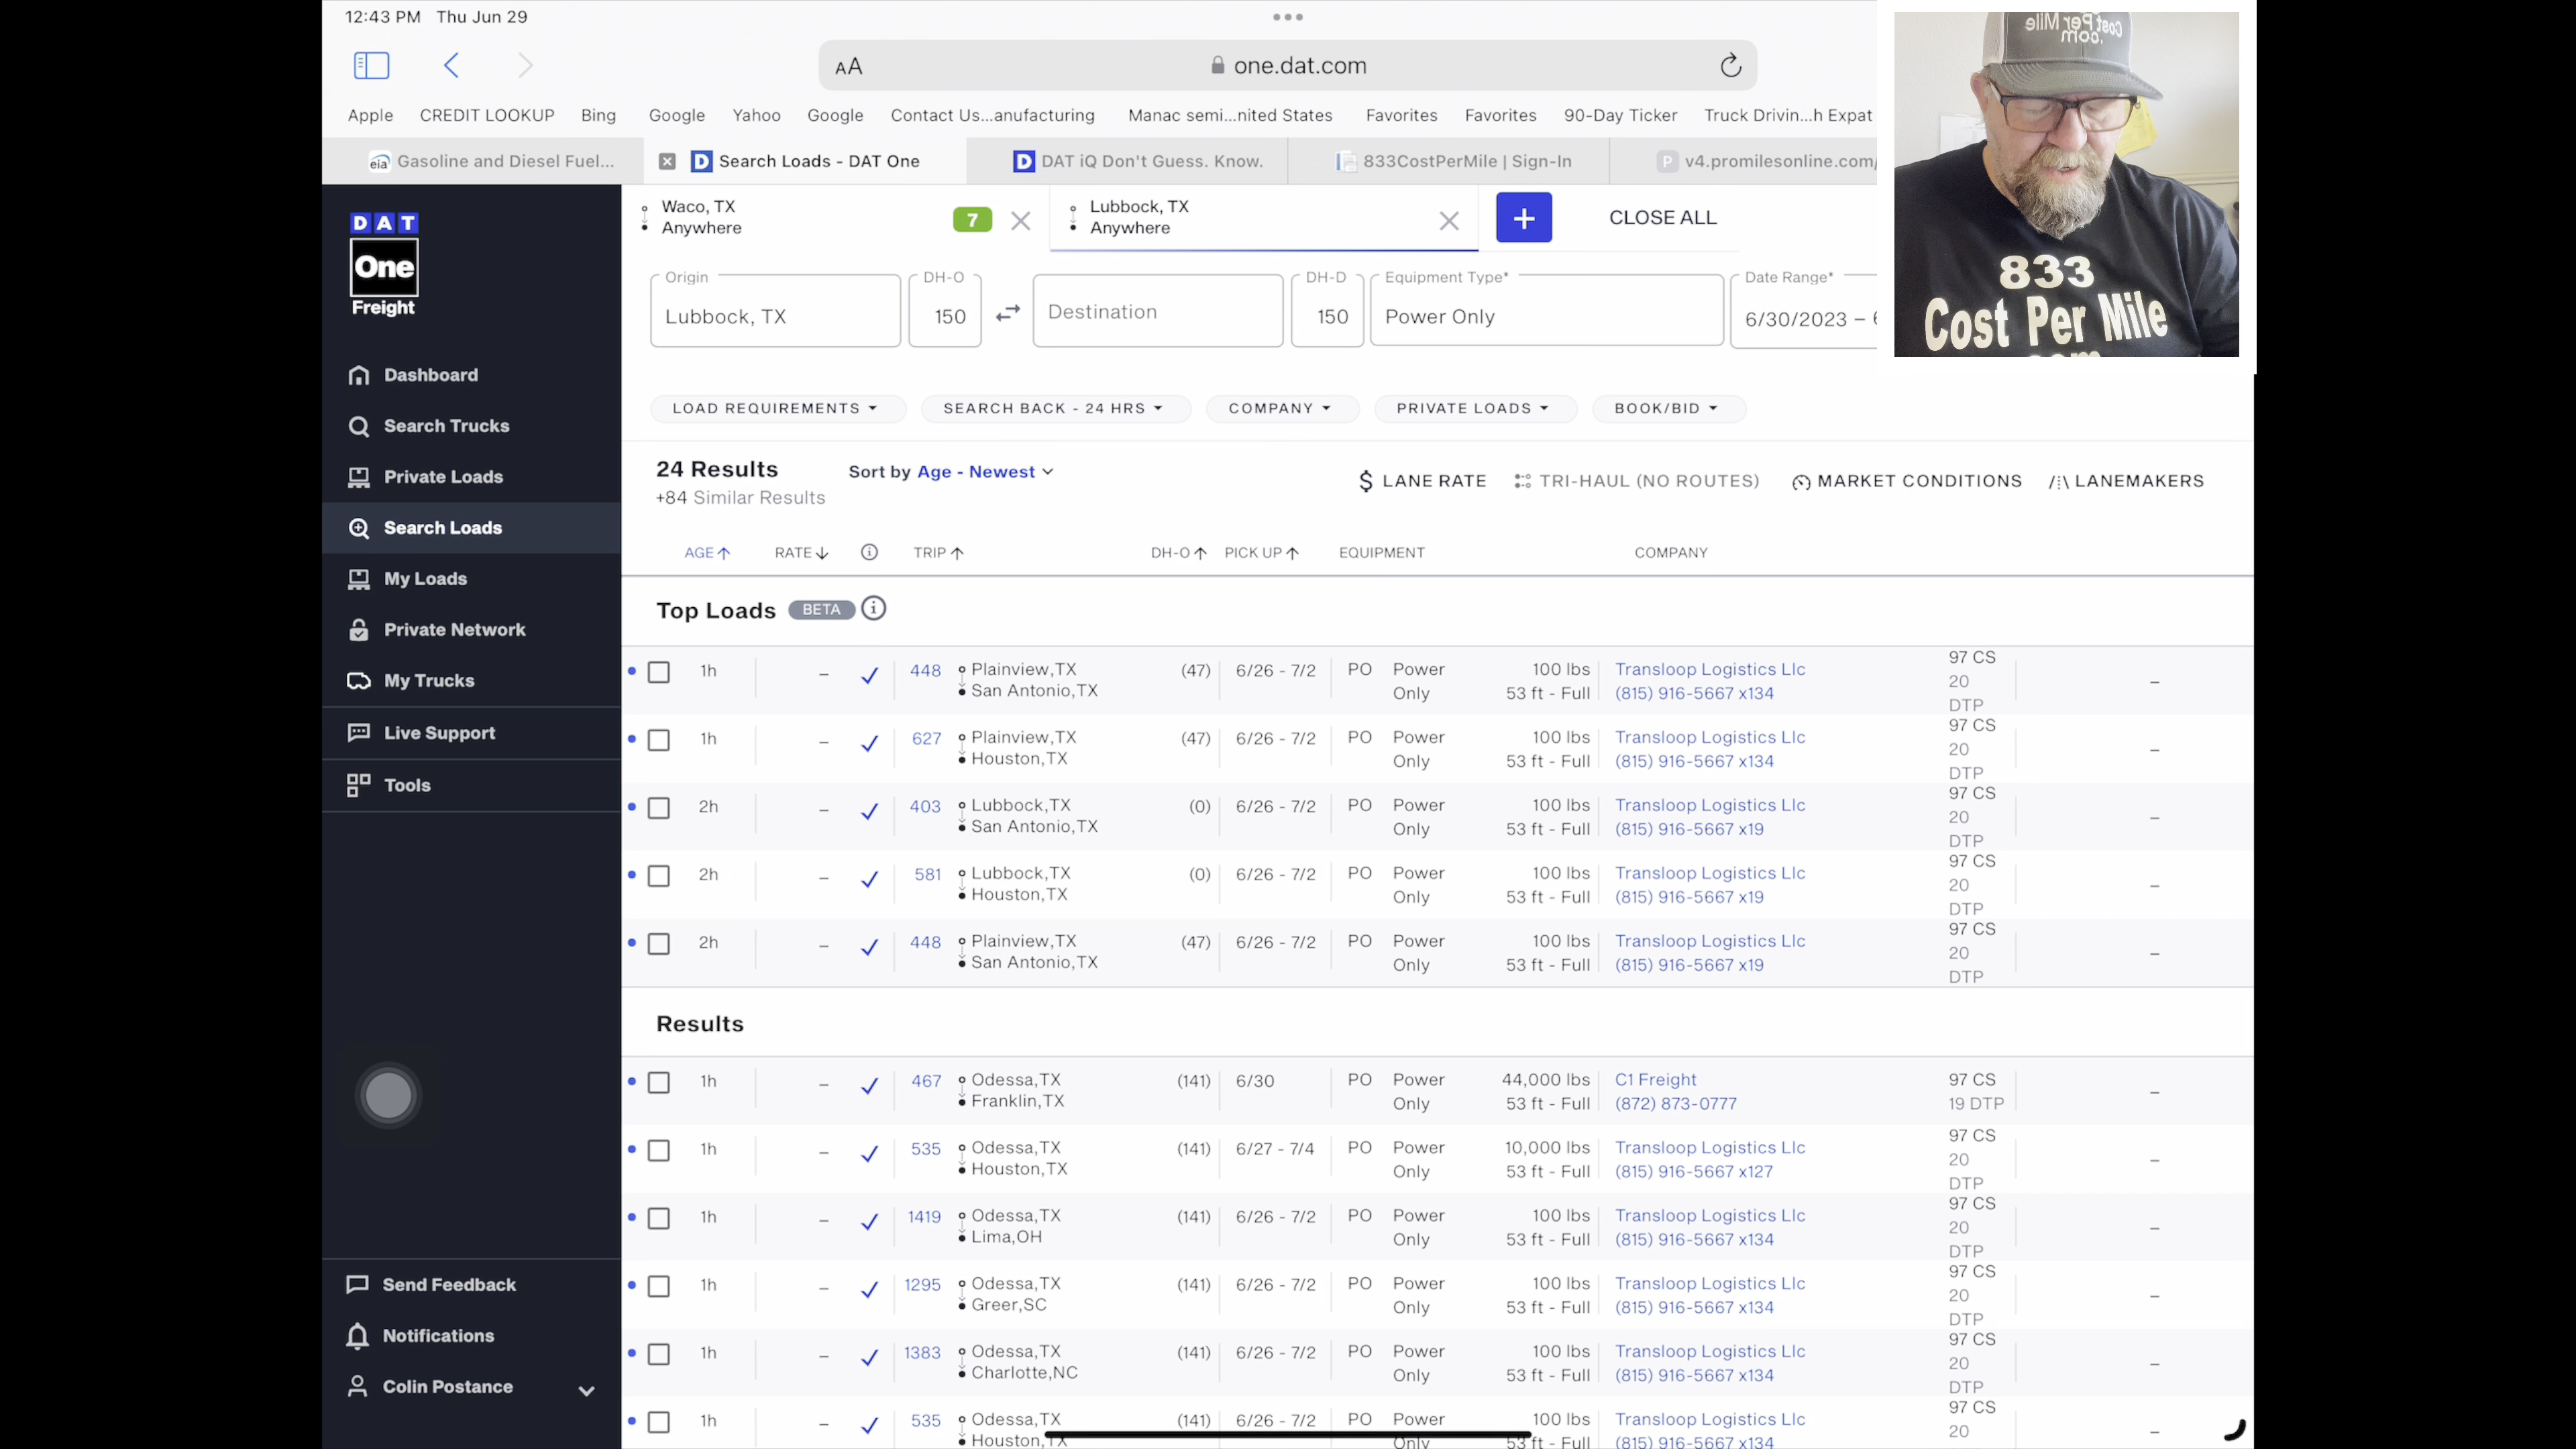 12:43 PM Thu Jun 29
AA one.dat.com
Apple CREDIT LOOKUP Bing Google Yahoo Google Contact Us...anufacturing Manac semi...nited States Favorites Favorites 90-Day Ticker Truck Drivin...h Expat
eia Gasoline and Diesel Fuel... D Search Loads - DAT One D DAT iQ Don't Guess. Know. 833CostPerMile | Sign-In P v4.promilesonline.com/
Cost Per Mile
.com
833
Cost Per Mile
DAT
One
Freight
Dashboard
Search Trucks
Private Loads
Search Loads
My Loads
Private Network
My Trucks
Live Support
Tools
Send Feedback
Notifications
Colin Postance
Waco, TX
Anywhere
7
Lubbock, TX
Anywhere
+ CLOSE ALL
Origin DH-O DH-D Equipment Type* Date Range*
Lubbock, TX 150 Destination 150 Power Only 6/30/2023 –
LOAD REQUIREMENTS SEARCH BACK - 24 HRS COMPANY PRIVATE LOADS BOOK/BID
24 Results Sort by Age - Newest
+84 Similar Results
$ LANE RATE TRI-HAUL (NO ROUTES) MARKET CONDITIONS LANEMAKERS
AGE RATE TRIP DH-O PICK UP EQUIPMENT COMPANY
Top Loads BETA
1h – 448 Plainview,TX (47) 6/26 - 7/2 PO Power 100 lbs Transloop Logistics Llc 97 CS –
San Antonio,TX Only 53 ft - Full (815) 916-5667 x134 20
DTP
1h – 627 Plainview,TX (47) 6/26 - 7/2 PO Power 100 lbs Transloop Logistics Llc 97 CS –
Houston,TX Only 53 ft - Full (815) 916-5667 x134 20
DTP
2h – 403 Lubbock,TX (0) 6/26 - 7/2 PO Power 100 lbs Transloop Logistics Llc 97 CS –
San Antonio,TX Only 53 ft - Full (815) 916-5667 x19 20
DTP
2h – 581 Lubbock,TX (0) 6/26 - 7/2 PO Power 100 lbs Transloop Logistics Llc 97 CS –
Houston,TX Only 53 ft - Full (815) 916-5667 x19 20
DTP
2h – 448 Plainview,TX (47) 6/26 - 7/2 PO Power 100 lbs Transloop Logistics Llc 97 CS –
San Antonio,TX Only 53 ft - Full (815) 916-5667 x19 20
DTP
Results
1h – 467 Odessa,TX (141) 6/30 PO Power 44,000 lbs C1 Freight 97 CS –
Franklin,TX Only 53 ft - Full (872) 873-0777 19 DTP
1h – 535 Odessa,TX (141) 6/27 - 7/4 PO Power 10,000 lbs Transloop Logistics Llc 97 CS –
Houston,TX Only 53 ft - Full (815) 916-5667 x127 20
DTP
1h – 1419 Odessa,TX (141) 6/26 - 7/2 PO Power 100 lbs Transloop Logistics Llc 97 CS –
Lima,OH Only 53 ft - Full (815) 916-5667 x134 20
DTP
1h – 1295 Odessa,TX (141) 6/26 - 7/2 PO Power 100 lbs Transloop Logistics Llc 97 CS –
Greer,SC Only 53 ft - Full (815) 916-5667 x134 20
DTP
1h – 1383 Odessa,TX (141) 6/26 - 7/2 PO Power 100 lbs Transloop Logistics Llc 97 CS –
Charlotte,NC Only 53 ft - Full (815) 916-5667 x134 20
DTP
1h – 535 Odessa,TX (141) 6/26 - 7/2 PO Power 100 lbs Transloop Logistics Llc 97 CS –
Houston,TX Only 53 ft - Full (815) 916-5667 x134 20